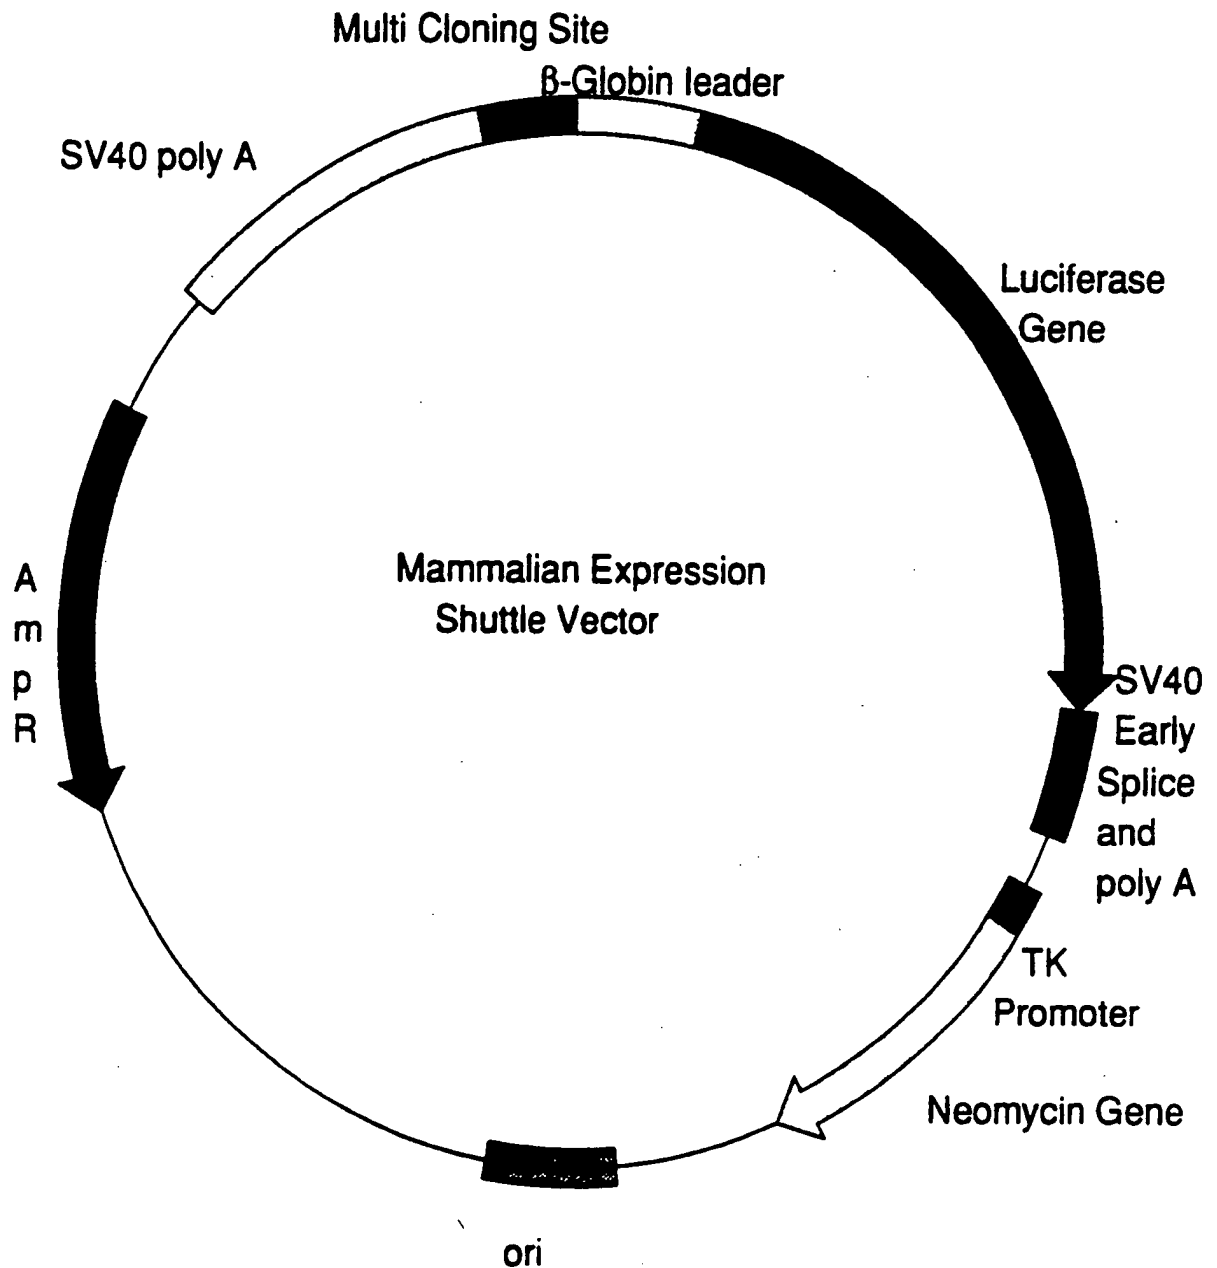 Multi Cloning Site
β-Globin leader
SV40 poly A
Luciferase
Gene
Mammalian Expression
Shuttle Vector
A
m
p
R
SV40
Early
Splice
and
poly A
TK
Promoter
Neomycin Gene
ori